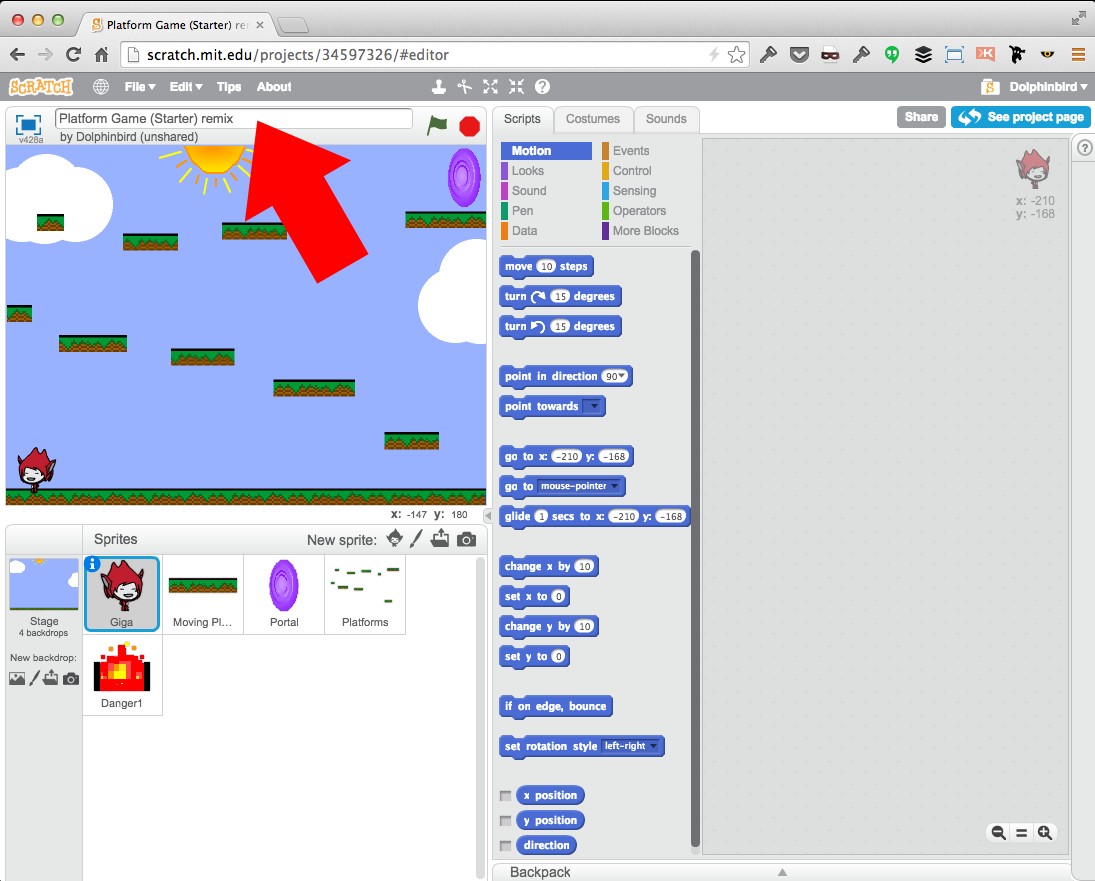 Platform Game (Starter) re
scratch.mit.edu/projects/34597326/#editor
SCRATCH File Edit Tips About Dolphinbird
v428a
Platform Game (Starter) remix
by Dolphinbird (unshared)
Scripts Costumes Sounds
Share See project page
Motion Events
Looks Control
Sound Sensing
Pen Operators
Data More Blocks
x: -210
y: -168
move 10 steps
turn 15 degrees
turn 15 degrees
point in direction 90
point towards
go to x: -210 y: -168
go to mouse-pointer
glide 1 secs to x: -210 y: -168
change x by 10
set x to 0
change y by 10
set y to 0
if on edge, bounce
set rotation style left-right
x position
y position
direction
x: -147 y: 180
Sprites New sprite:
Stage
4 backdrops
New backdrop:
Giga Moving Pl... Portal Platforms
Danger1
Backpack